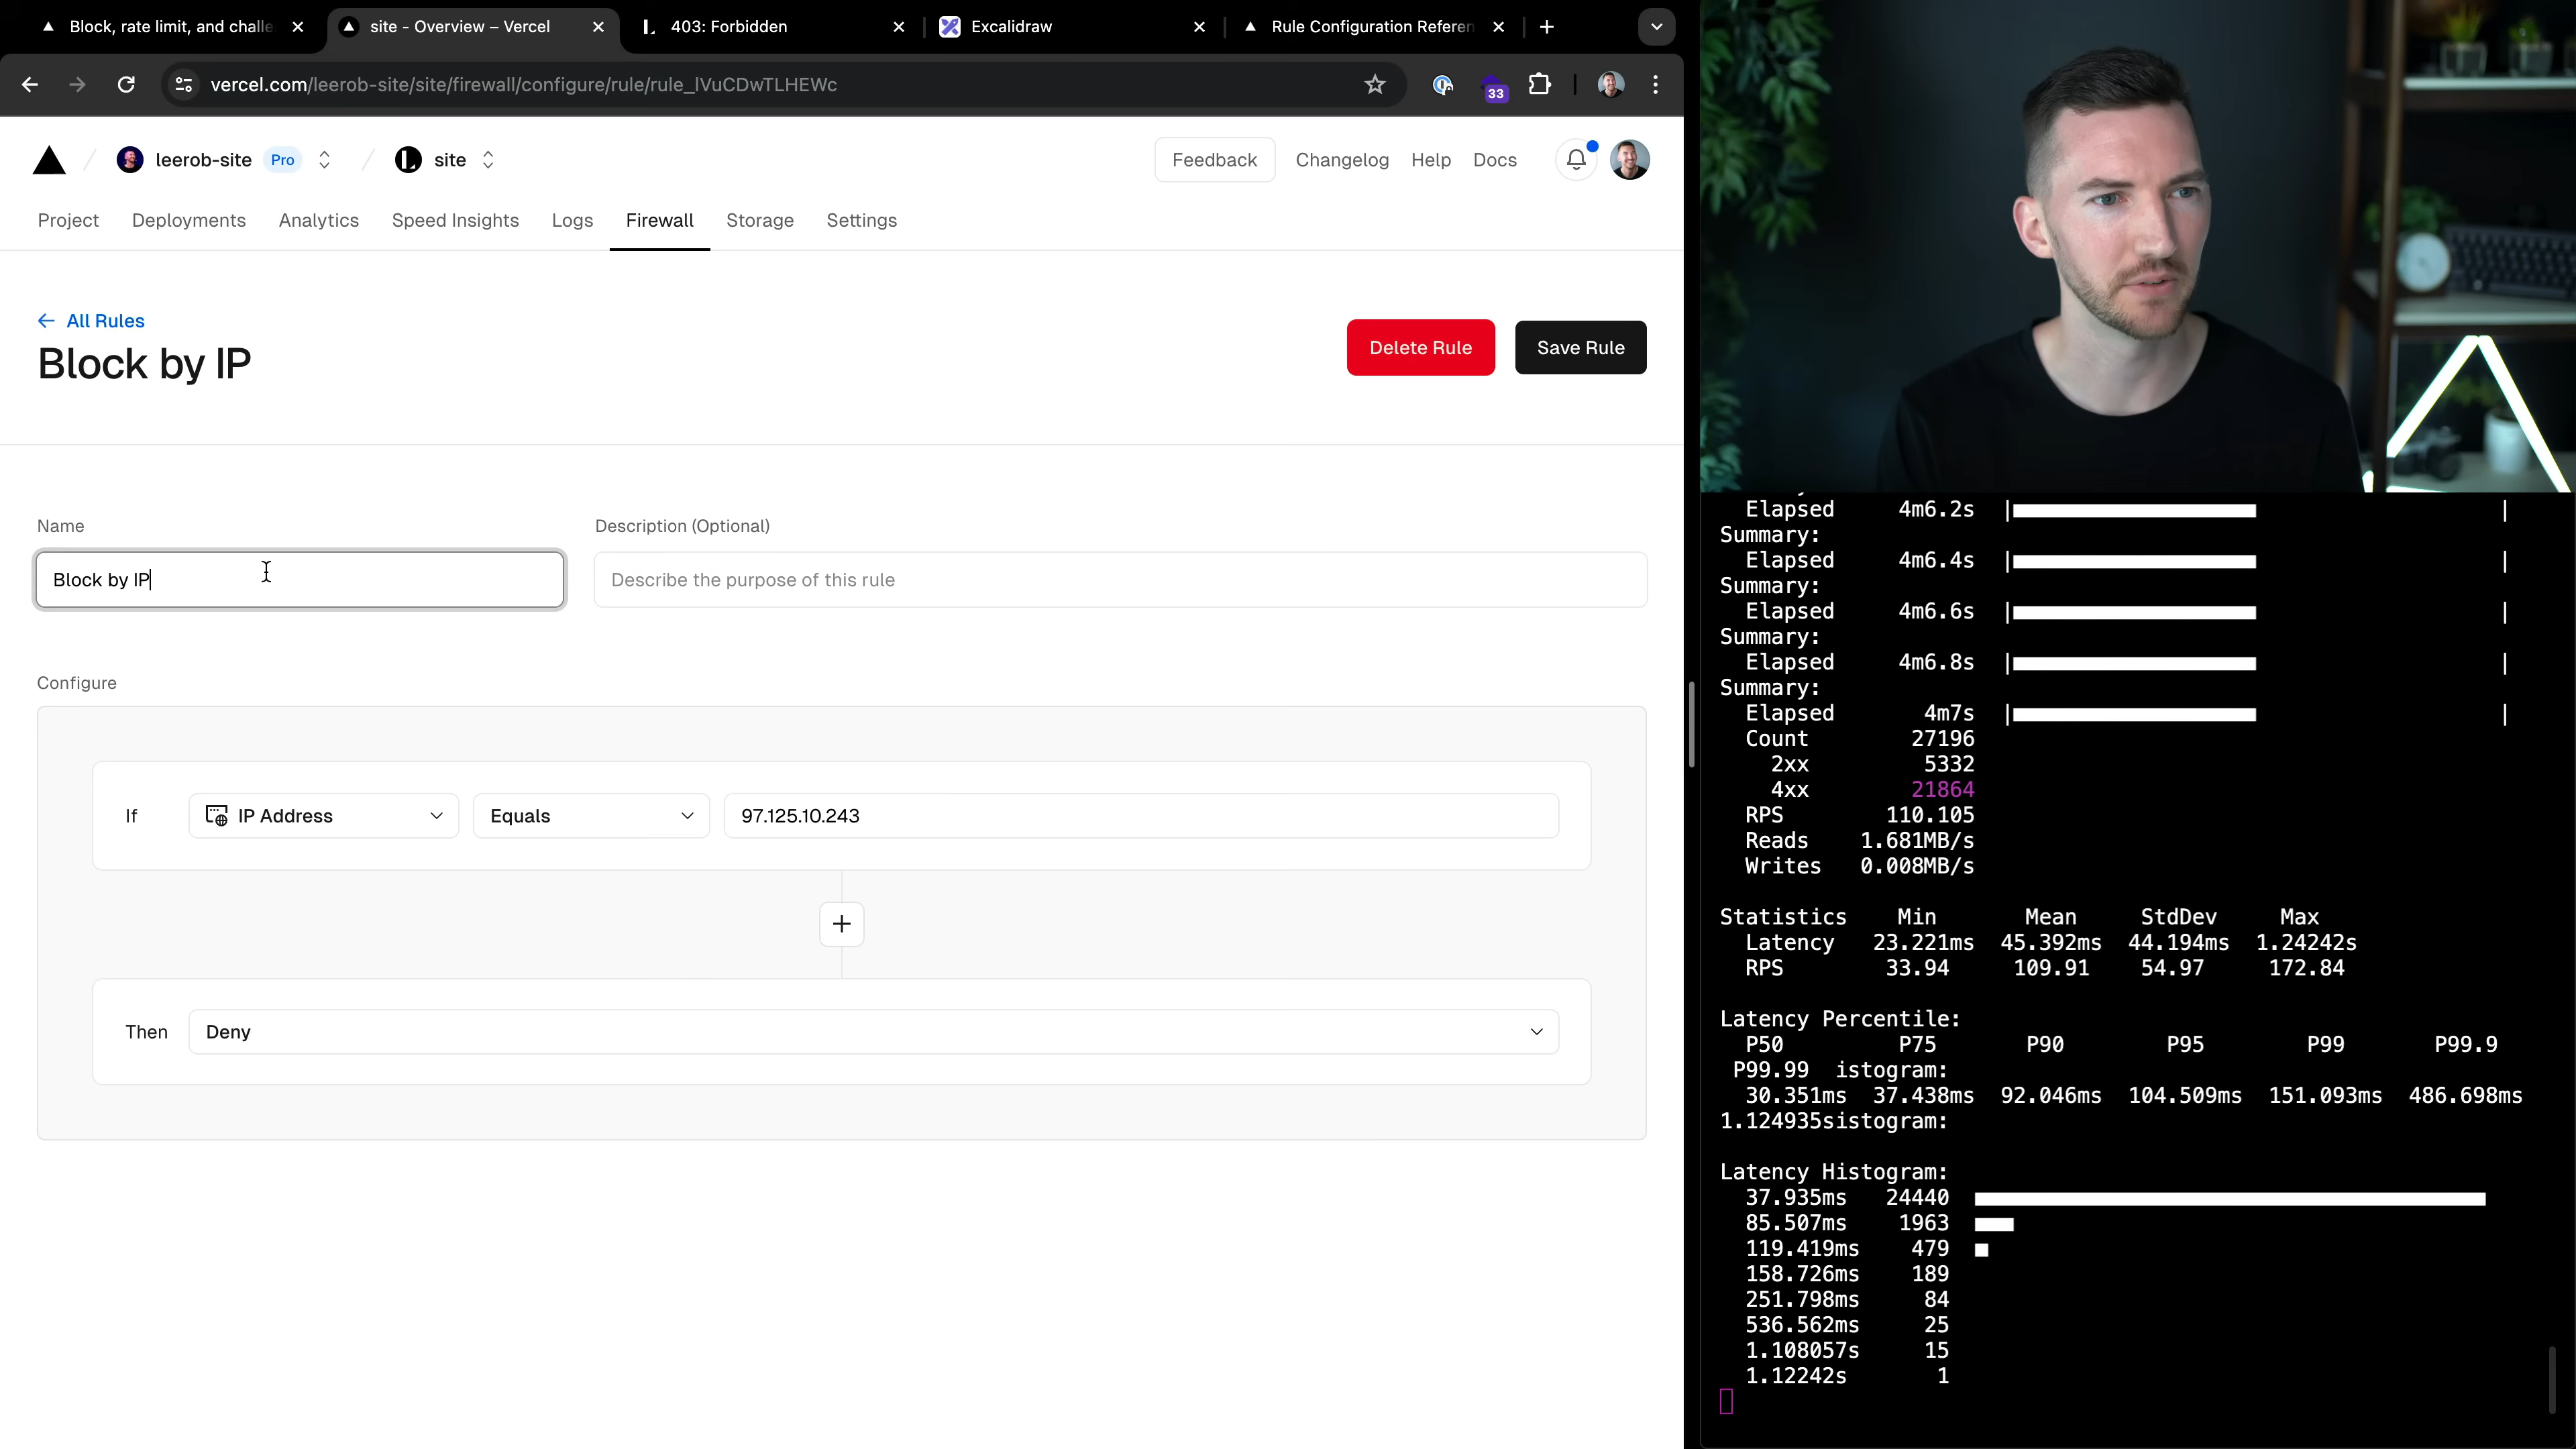 Block, rate limit, and challe
site - Overview – Vercel
403: Forbidden
Excalidraw
Rule Configuration Referen
vercel.com/leerob-site/site/firewall/configure/rule/rule_lVuCDwTLHEWc
33
leerob-site Pro
site
Feedback
Changelog
Help
Docs
Project
Deployments
Analytics
Speed Insights
Logs
Firewall
Storage
Settings
← All Rules
Block by IP
Delete Rule
Save Rule
Name
Description (Optional)
Block by IP
Describe the purpose of this rule
Configure
If IP Address Equals 97.125.10.243
+
Then Deny
Elapsed 4m6.2s
Summary:
Elapsed 4m6.4s
Summary:
Elapsed 4m6.6s
Summary:
Elapsed 4m6.8s
Summary:
Elapsed 4m7s
Count 27196
2xx 5332
4xx 21864
RPS 110.105
Reads 1.681MB/s
Writes 0.008MB/s
Statistics Min Mean StdDev Max
Latency 23.221ms 45.392ms 44.194ms 1.24242s
RPS 33.94 109.91 54.97 172.84
Latency Percentile:
P50 P75 P90 P95 P99 P99.9
P99.99 istogram:
30.351ms 37.438ms 92.046ms 104.509ms 151.093ms 486.698ms
1.124935sistogram:
Latency Histogram:
37.935ms 24440
85.507ms 1963
119.419ms 479
158.726ms 189
251.798ms 84
536.562ms 25
1.108057s 15
1.12242s 1